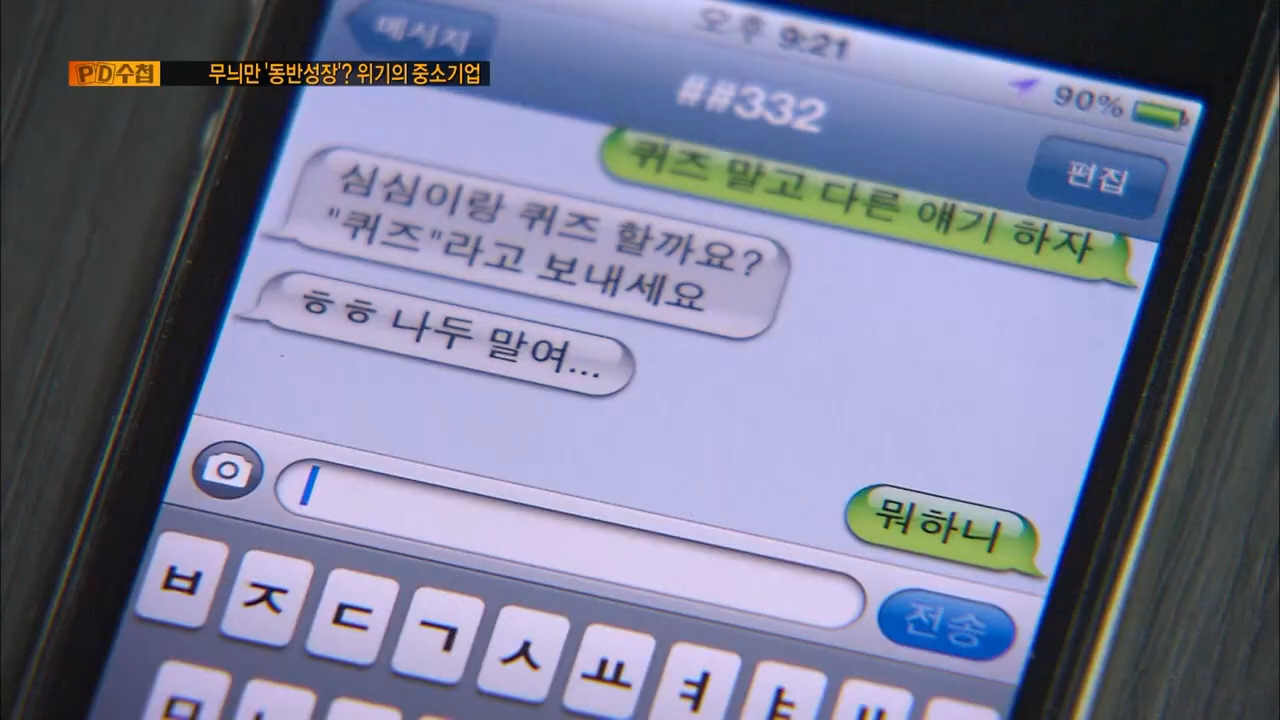 PD수첩 무늬만 '동반성장'? 위기의 중소기업
오후 9:21
90%
메시지
##332
편집
퀴즈 말고 다른 얘기 하자
심심이랑 퀴즈 할까요?
"퀴즈"라고 보내세요
ㅎㅎ 나두 말여...
뭐하니
전송
ㅂ ㅈ ㄷ ㄱ ㅅ ㅛ ㅕ ㅑ